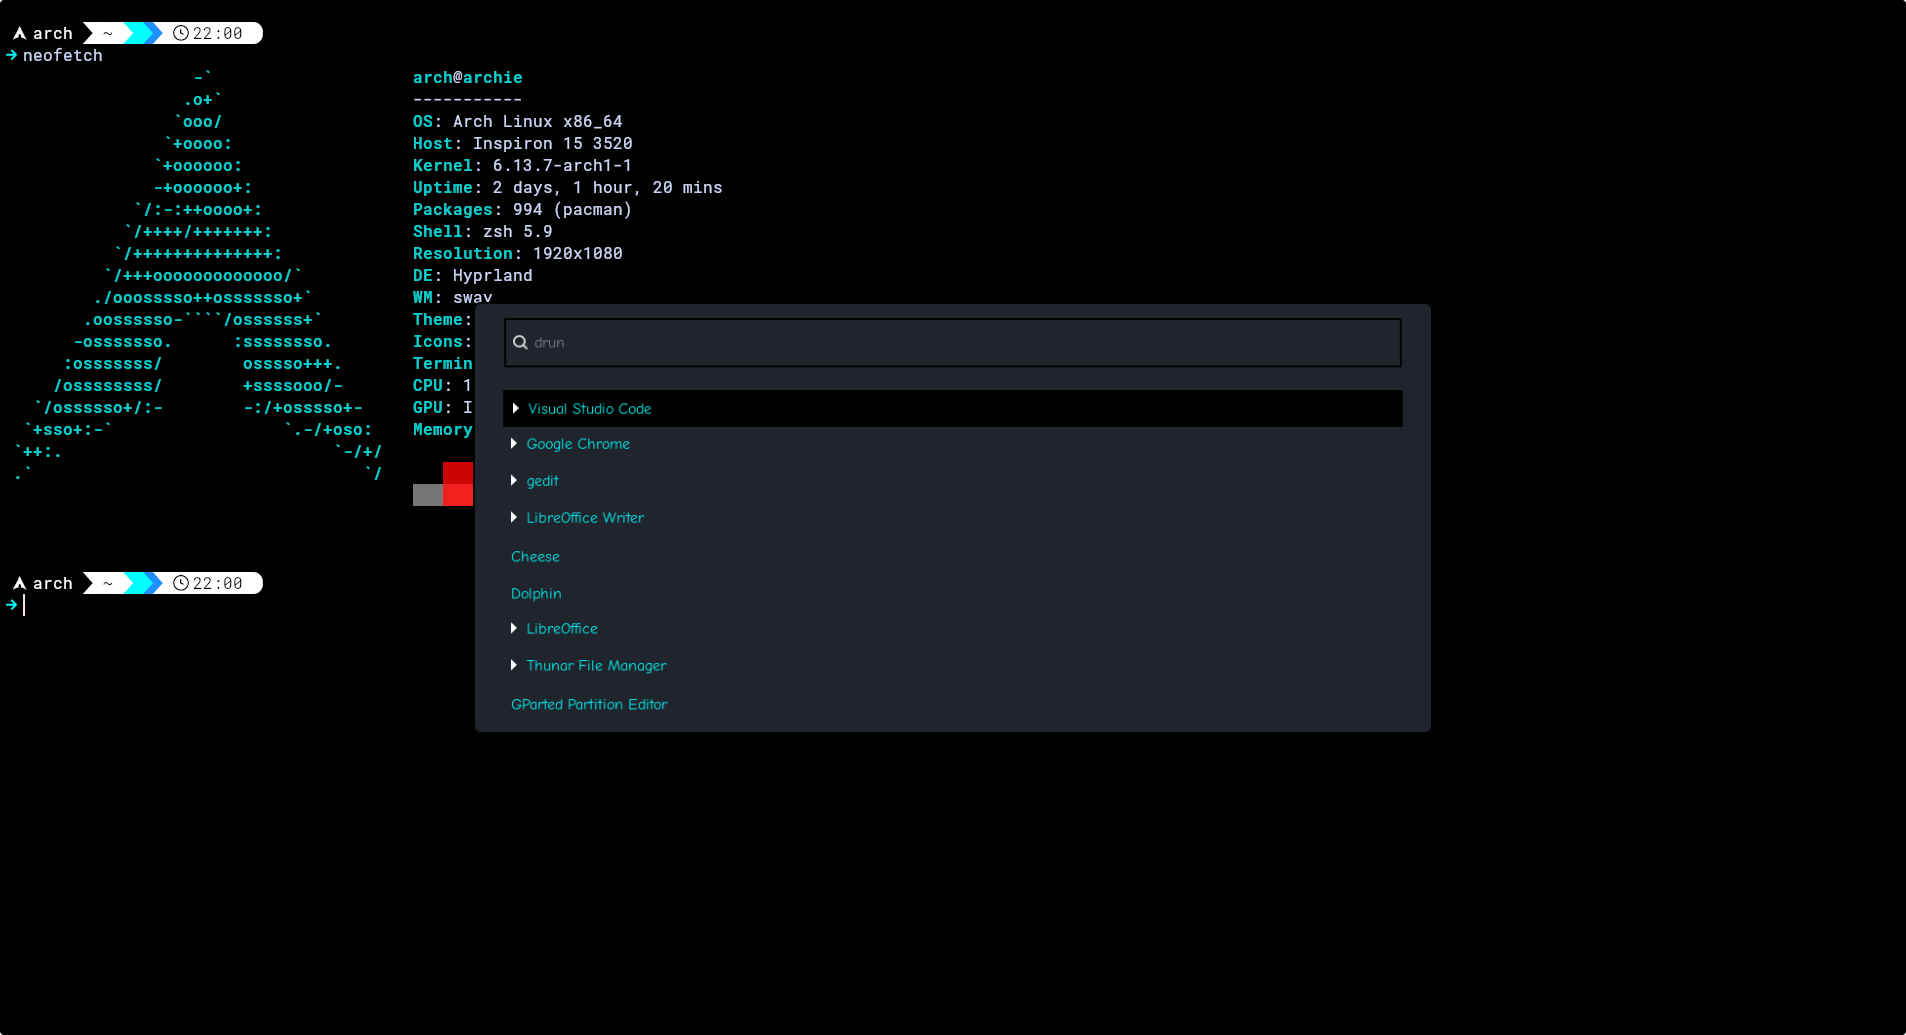 arch ~ 22:00
→ neofetch
-`
.o+`
`ooo/
`+oooo:
`+oooooo:
-+oooooo+:
`/:-:++oooo+:
`/++++/+++++++:
`/++++++++++++++:
`/+++ooooooooooooo/`
./ooosssso++osssssso+`
.oossssso-````/ossssss+`
-osssssso. :ssssssso.
:osssssss/ osssso+++.
/ossssssss/ +ssssooo/-
`/ossssso+/:- -:/+osssso+-
`+sso+:-` `.-/+oso:
`++:. `-/+/
.` `/
arch@archie
-----------
OS: Arch Linux x86_64
Host: Inspiron 15 3520
Kernel: 6.13.7-arch1-1
Uptime: 2 days, 1 hour, 20 mins
Packages: 994 (pacman)
Shell: zsh 5.9
Resolution: 1920x1080
DE: Hyprland
WM: sway
Theme:
Icons:
Termin
CPU: 1
GPU: I
Memory
drun
Visual Studio Code
Google Chrome
gedit
LibreOffice Writer
Cheese
Dolphin
LibreOffice
Thunar File Manager
GParted Partition Editor
arch ~ 22:00
→